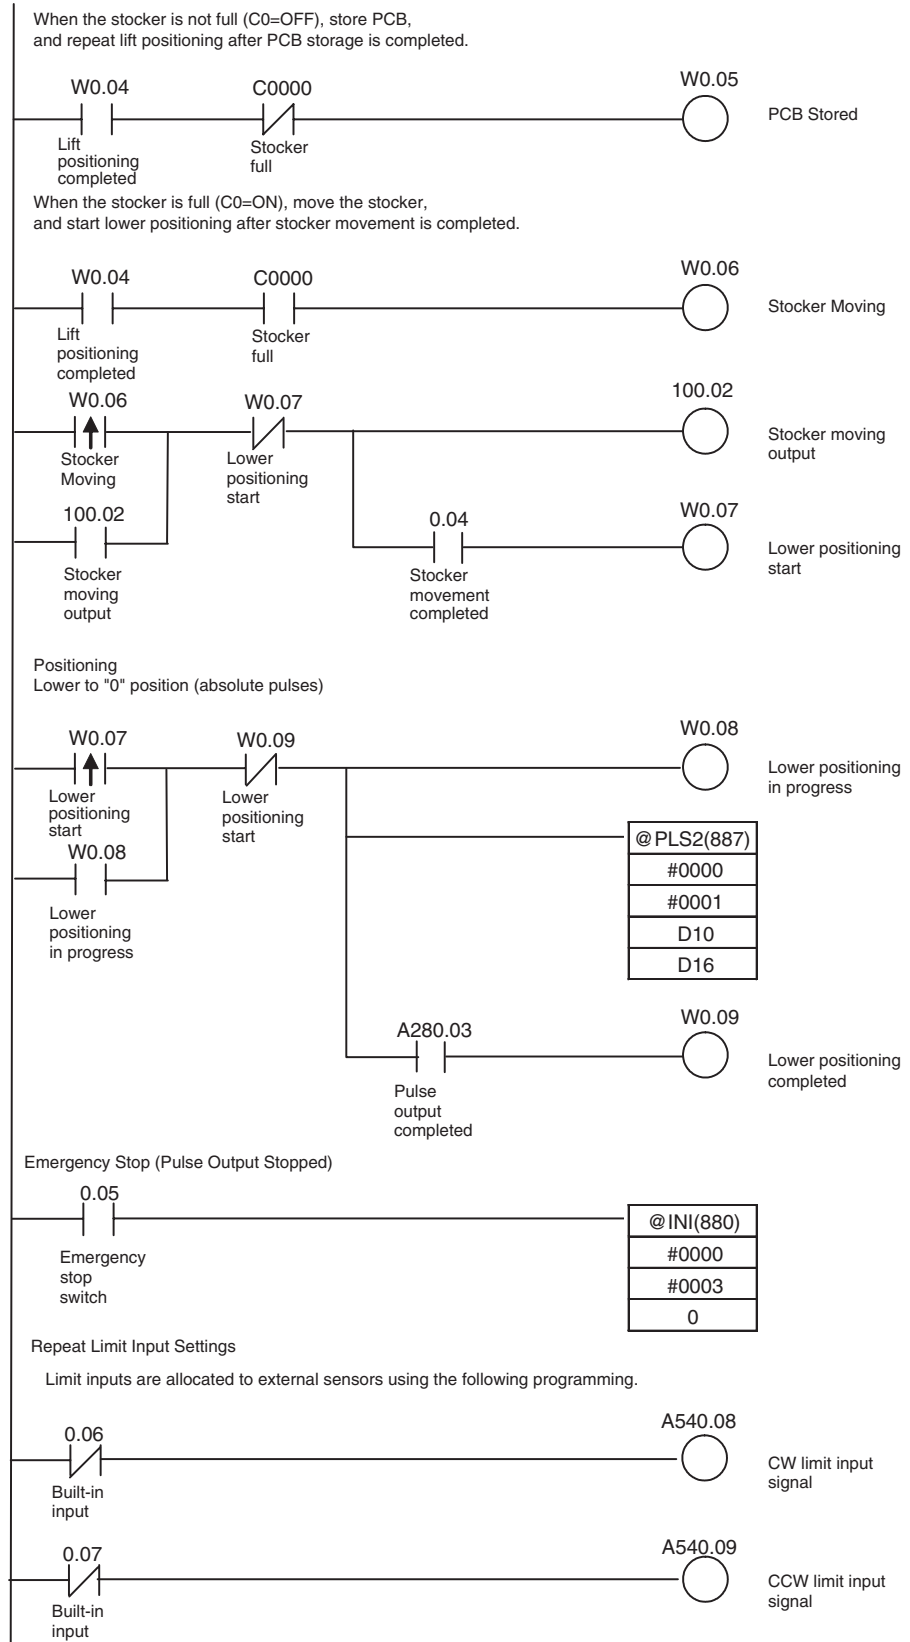 When the stocker is not full (C0=OFF), store PCB,
and repeat lift positioning after PCB storage is completed.
W0.04
C0000
W0.05
Lift
positioning
completed
Stocker
full
PCB Stored
When the stocker is full (C0=ON), move the stocker,
and start lower positioning after stocker movement is completed.
W0.04
C0000
W0.06
Lift
positioning
completed
Stocker
full
Stocker Moving
W0.06
W0.07
100.02
Stocker
Moving
Lower
positioning
start
Stocker moving
output
100.02
0.04
W0.07
Stocker
moving
output
Stocker
movement
completed
Lower positioning
start
Positioning
Lower to "0" position (absolute pulses)
W0.07
W0.09
W0.08
Lower
positioning
start
Lower
positioning
start
Lower positioning
in progress
W0.08
Lower
positioning
in progress
@PLS2(887)
#0000
#0001
D10
D16
A280.03
W0.09
Pulse
output
completed
Lower positioning
completed
Emergency Stop (Pulse Output Stopped)
0.05
Emergency
stop
switch
@INI(880)
#0000
#0003
0
Repeat Limit Input Settings
Limit inputs are allocated to external sensors using the following programming.
0.06
A540.08
Built-in
input
CW limit input
signal
0.07
A540.09
Built-in
input
CCW limit input
signal